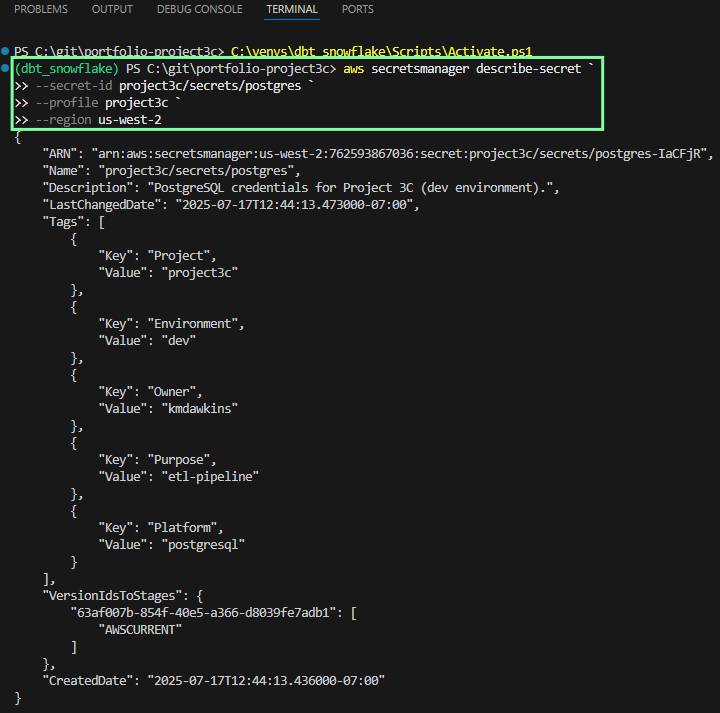 PROBLEMS OUTPUT DEBUG CONSOLE TERMINAL PORTS
PS C:\git\portfolio-project3c> C:\venvs\dbt_snowflake\Scripts\Activate.ps1
(dbt_snowflake) PS C:\git\portfolio-project3c> aws secretsmanager describe-secret `
>> --secret-id project3c/secrets/postgres `
>> --profile project3c `
>> --region us-west-2
{
    "ARN": "arn:aws:secretsmanager:us-west-2:762593867036:secret:project3c/secrets/postgres-IaCFjR",
    "Name": "project3c/secrets/postgres",
    "Description": "PostgreSQL credentials for Project 3C (dev environment).",
    "LastChangedDate": "2025-07-17T12:44:13.473000-07:00",
    "Tags": [
        {
            "Key": "Project",
            "Value": "project3c"
        },
        {
            "Key": "Environment",
            "Value": "dev"
        },
        {
            "Key": "Owner",
            "Value": "kmdawkins"
        },
        {
            "Key": "Purpose",
            "Value": "etl-pipeline"
        },
        {
            "Key": "Platform",
            "Value": "postgresql"
        }
    ],
    "VersionIdsToStages": {
        "63af007b-854f-40e5-a366-d8039fe7adb1": [
            "AWSCURRENT"
        ]
    },
    "CreatedDate": "2025-07-17T12:44:13.436000-07:00"
}